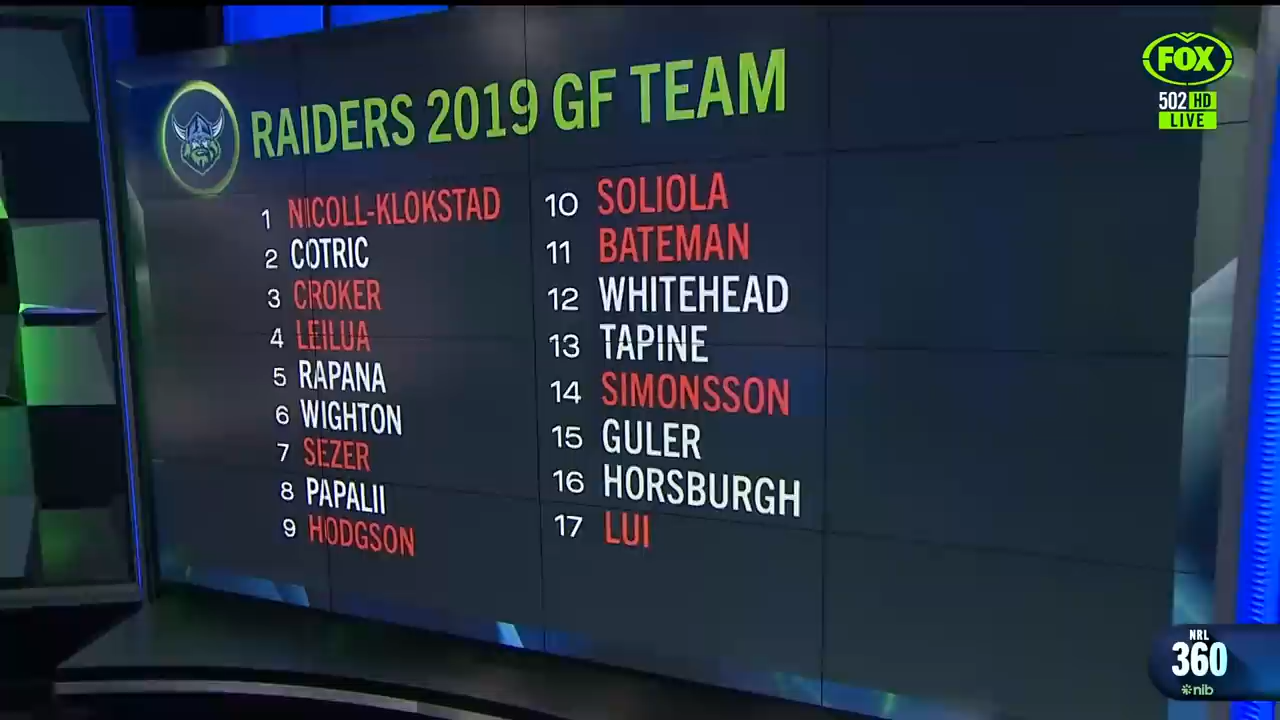 RAIDERS 2019 GF TEAM
1 NICOLL-KLOKSTAD
2 COTRIC
3 CROKER
4 LEILUA
5 RAPANA
6 WIGHTON
7 SEZER
8 PAPALII
9 HODGSON
10 SOLIOLA
11 BATEMAN
12 WHITEHEAD
13 TAPINE
14 SIMONSSON
15 GULER
16 HORSBURGH
17 LUI
FOX
502 HD
LIVE
NRL
360
nib